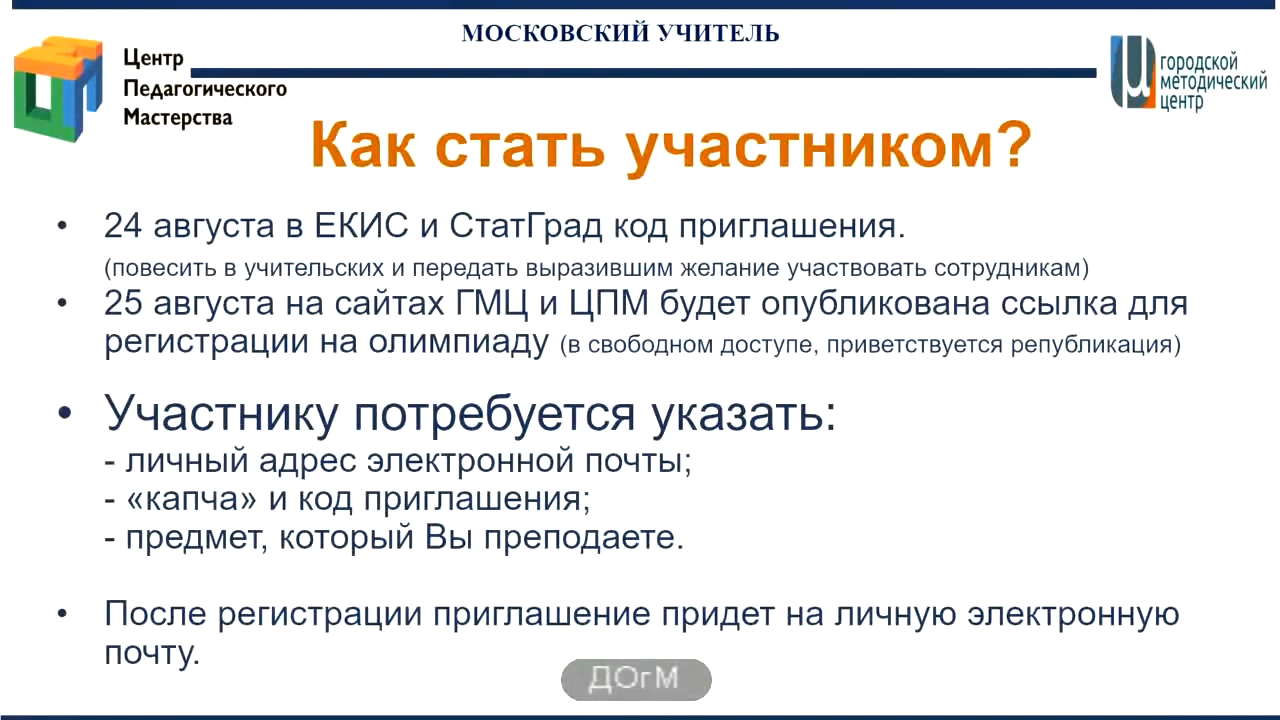 МОСКОВСКИЙ УЧИТЕЛЬ
Центр
Педагогического
Мастерства
городской
методический
центр
Как стать участником?
• 24 августа в ЕКИС и СтатГрад код приглашения.
(повесить в учительских и передать выразившим желание участвовать сотрудникам)
• 25 августа на сайтах ГМЦ и ЦПМ будет опубликована ссылка для
регистрации на олимпиаду (в свободном доступе, приветствуется републикация)
• Участнику потребуется указать:
- личный адрес электронной почты;
- «капча» и код приглашения;
- предмет, который Вы преподаете.
• После регистрации приглашение придет на личную электронную
почту.
ДОгМ